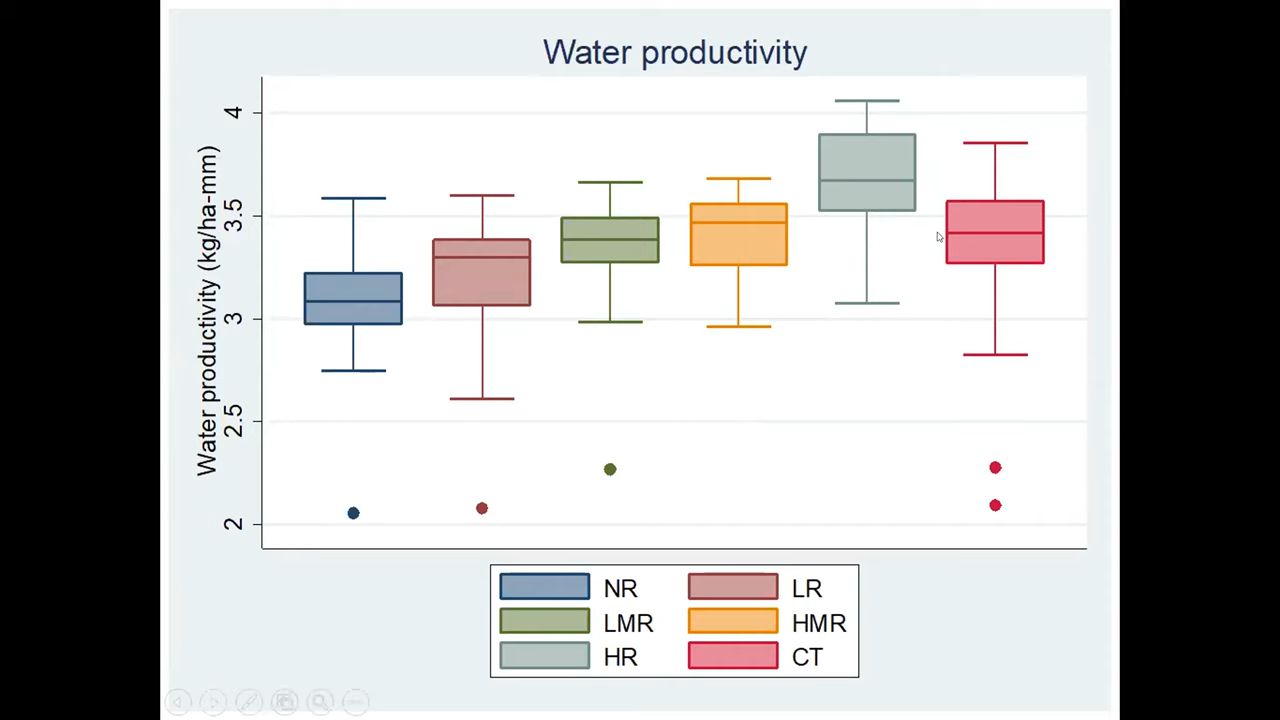 Water productivity
Water productivity (kg/ha-mm)
4
3.5
3
2.5
2
NR
LR
LMR
HMR
HR
CT